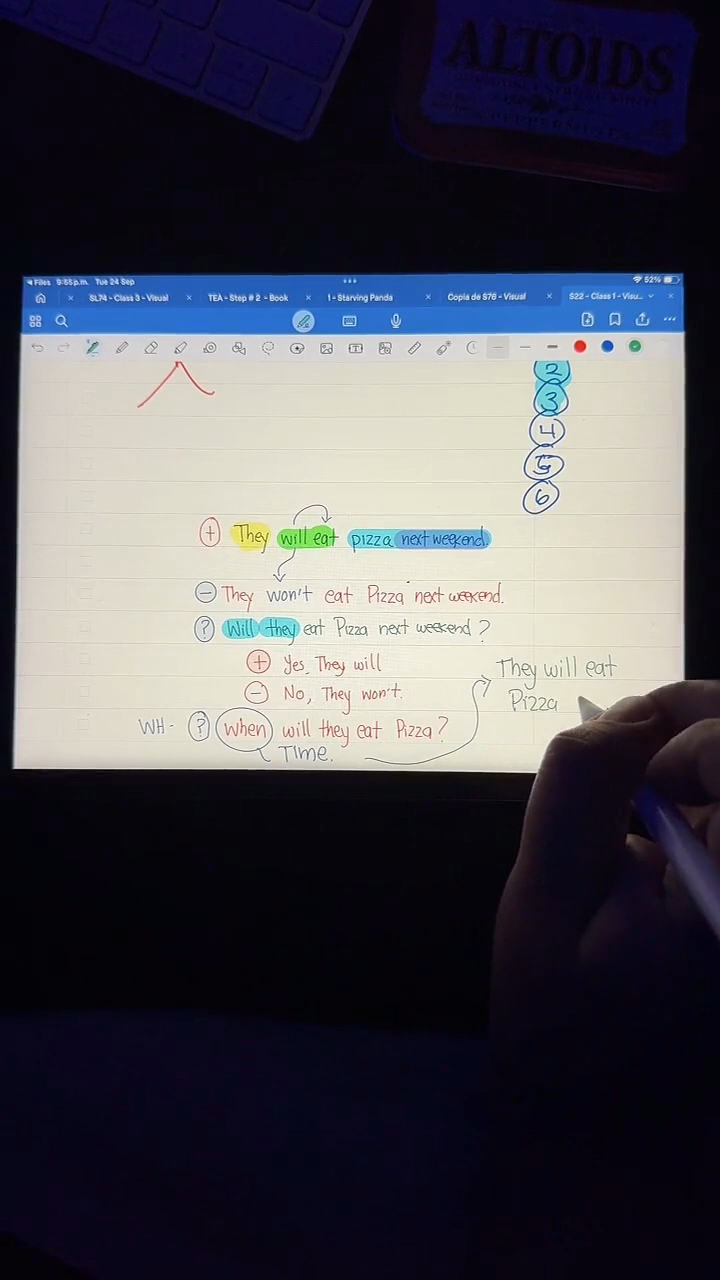 ALTOIDS
PEPPERMINT
Files 9:55 p.m. Tue 24 Sep
52%
SL74 - Class 3 - Visual
TEA - Step # 2 - Book
1 - Starving Panda
Copia de S76 - Visual
S22 - Class 1 - Visu...
2
3
4
5
6
+ They will eat pizza next weekend.
- They won't eat Pizza next weekend.
? Will they eat Pizza next weekend?
+ Yes, They will
- No, They won't.
WH- ? When will they eat Pizza?
Time.
They will eat
Pizza